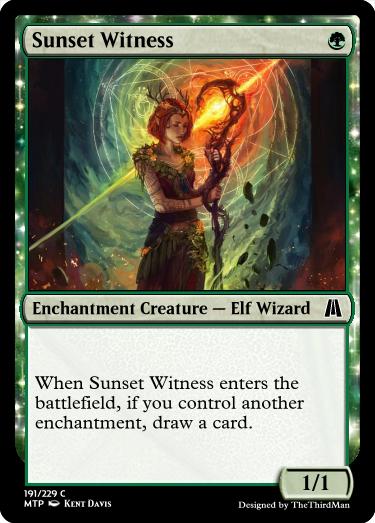 Sunset Witness
Enchantment Creature — Elf Wizard
When Sunset Witness enters the
battlefield, if you control another
enchantment, draw a card.
1/1
191/229 C
MTP Kent Davis
Designed by TheThirdMan